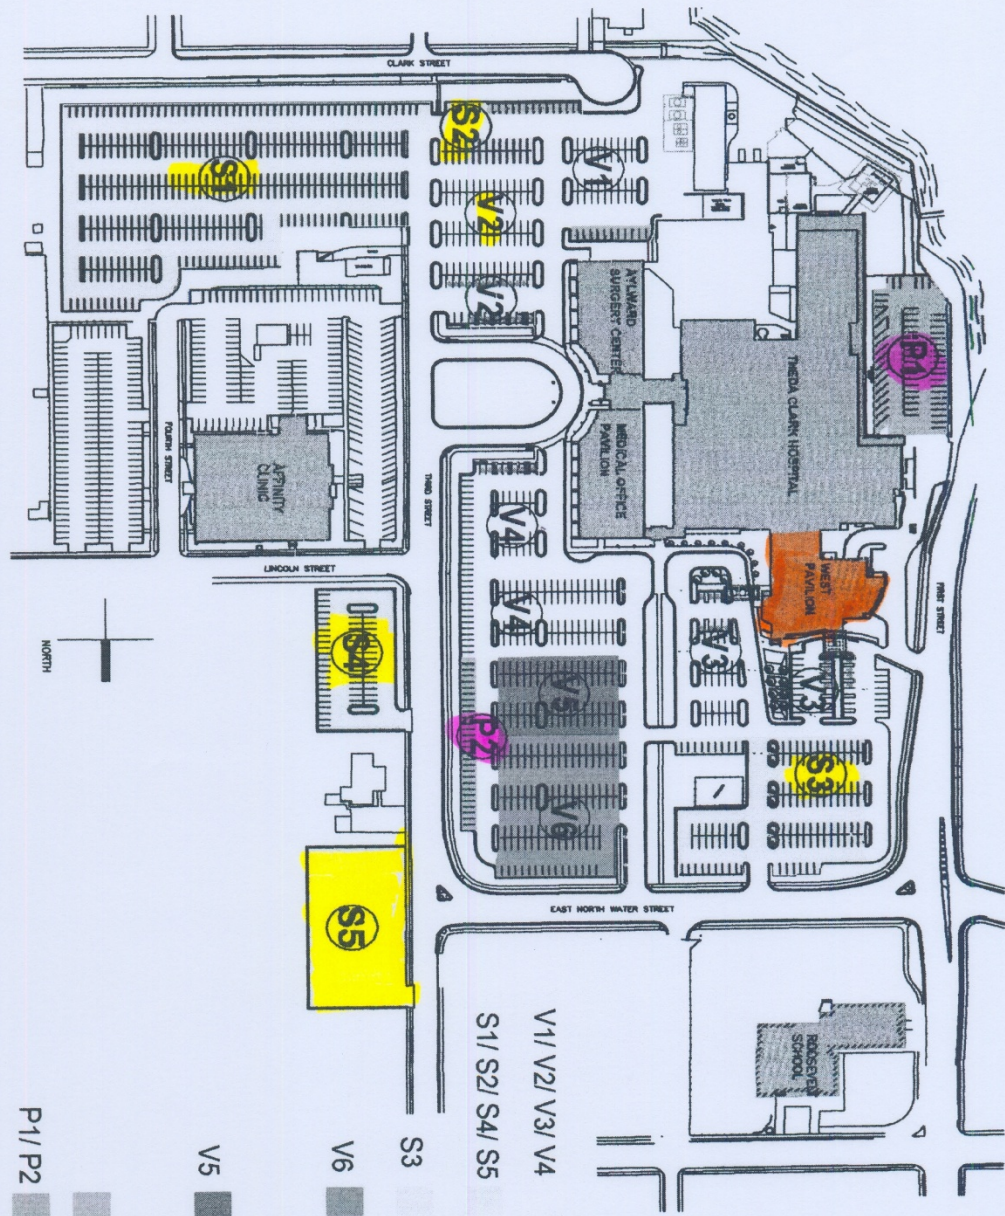 CLARK STREET
S2
S1
V1
V2
V2
AYLWARD
SURGERY CENTER
P1
THEDA CLARK HOSPITAL
MEDICAL OFFICE
PAVILION
FOURTH STREET
AFFINITY
CLINIC
THIRD STREET
V4
LINCOLN STREET
WEST
PAVILION
FIRST STREET
V4
V3
V3
NORTH
S4
V5
P2
S3
V6
S5
EAST NORTH WATER STREET
ROOSEVELT
SCHOOL
V1/ V2/ V3/ V4
S1/ S2/ S4/ S5
S3
V6
V5
P1/ P2